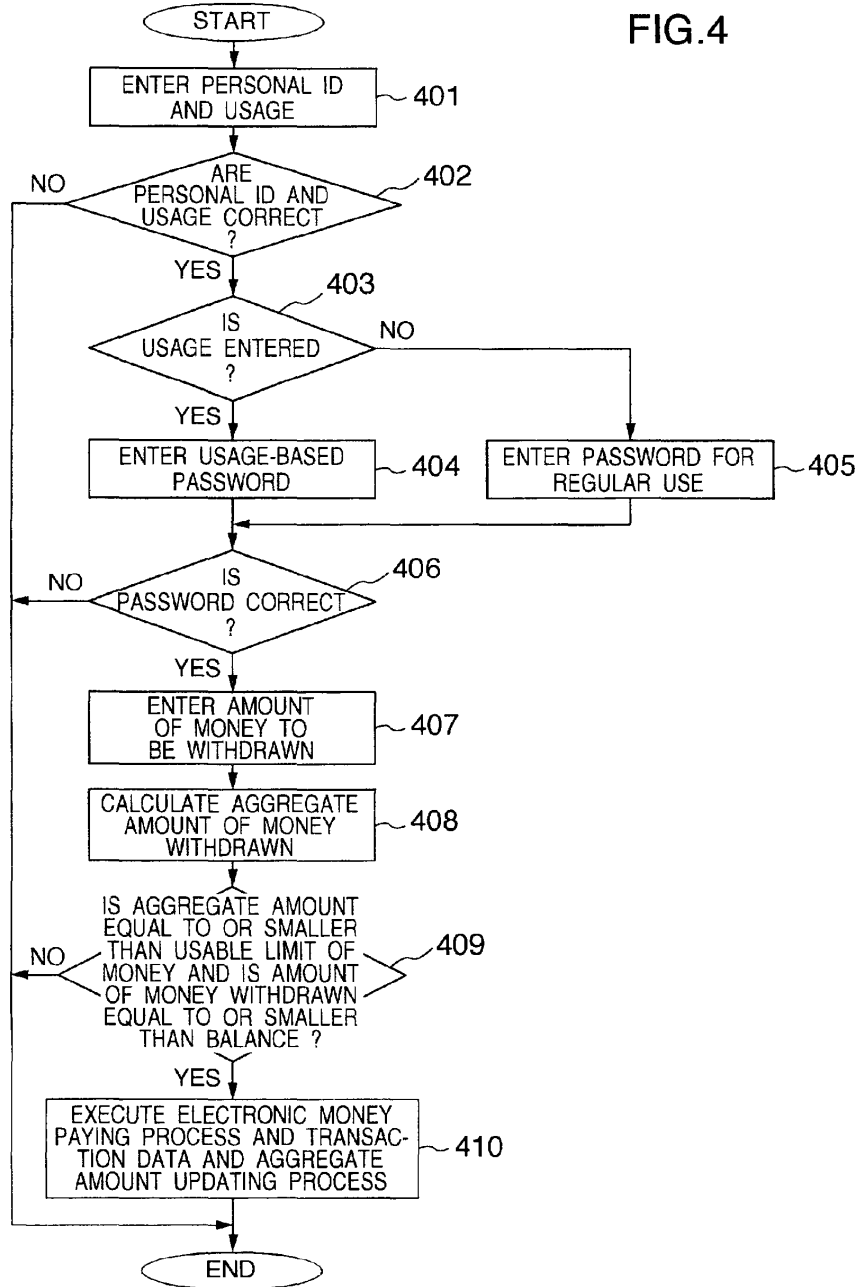 START
FIG.4
ENTER PERSONAL ID
AND USAGE
401
ARE
PERSONAL ID AND
USAGE CORRECT
?
402
NO
YES
403
IS
USAGE ENTERED
?
NO
YES
ENTER USAGE-BASED
PASSWORD
404
ENTER PASSWORD FOR
REGULAR USE
405
IS
PASSWORD CORRECT
?
406
NO
YES
ENTER AMOUNT
OF MONEY TO
BE WITHDRAWN
407
CALCULATE AGGREGATE
AMOUNT OF MONEY
WITHDRAWN
408
IS AGGREGATE AMOUNT
EQUAL TO OR SMALLER
THAN USABLE LIMIT OF
MONEY AND IS AMOUNT
OF MONEY WITHDRAWN
EQUAL TO OR SMALLER
THAN BALANCE ?
409
NO
YES
EXECUTE ELECTRONIC MONEY
PAYING PROCESS AND TRANSAC-
TION DATA AND AGGREGATE
AMOUNT UPDATING PROCESS
410
END